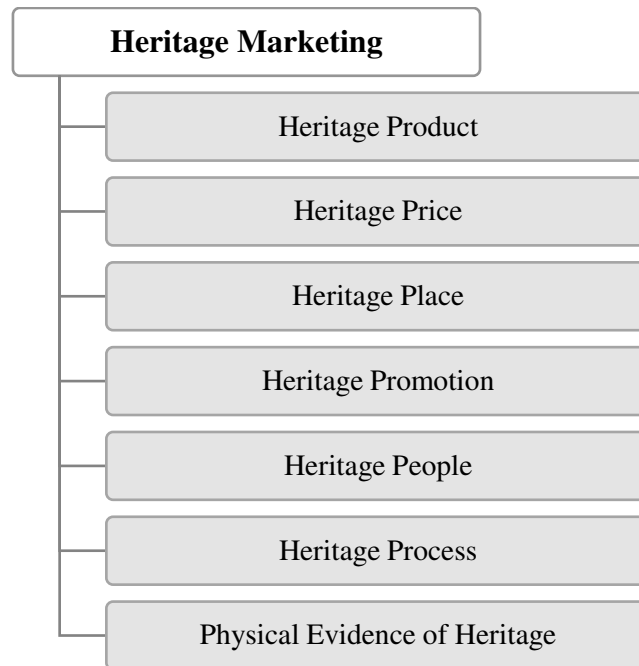 Heritage Marketing
Heritage Product
Heritage Price
Heritage Place
Heritage Promotion
Heritage People
Heritage Process
Physical Evidence of Heritage